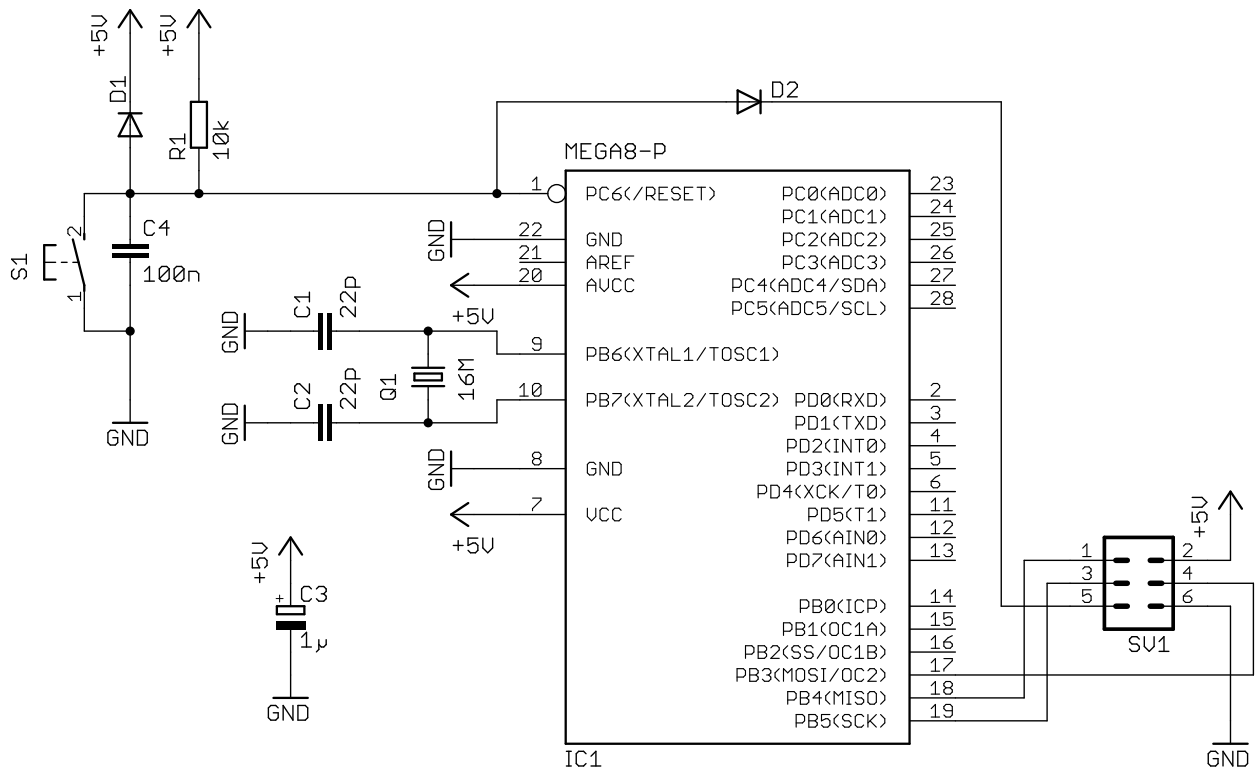 +5V
+5V
D1
R1
10k
D2
MEGA8-P
1
PC6(/RESET)
PC0(ADC0)
23
PC1(ADC1)
24
GND
22
GND
PC2(ADC2)
25
21
AREF
PC3(ADC3)
26
20
AVCC
PC4(ADC4/SDA)
27
+5V
PC5(ADC5/SCL)
28
S1
2
1
C4
100n
GND
GND
C1
22p
9
PB6(XTAL1/TOSC1)
Q1
16M
GND
C2
22p
10
PB7(XTAL2/TOSC2)
PD0(RXD)
2
PD1(TXD)
3
PD2(INT0)
4
GND
8
GND
PD3(INT1)
5
PD4(XCK/T0)
6
7
VCC
PD5(T1)
11
+5V
PD6(AIN0)
12
PD7(AIN1)
13
+5V
+
C3
1µ
GND
PB0(ICP)
14
PB1(OC1A)
15
PB2(SS/OC1B)
16
PB3(MOSI/OC2)
17
PB4(MISO)
18
PB5(SCK)
19
IC1
+5V
1
2
3
4
5
6
SV1
GND